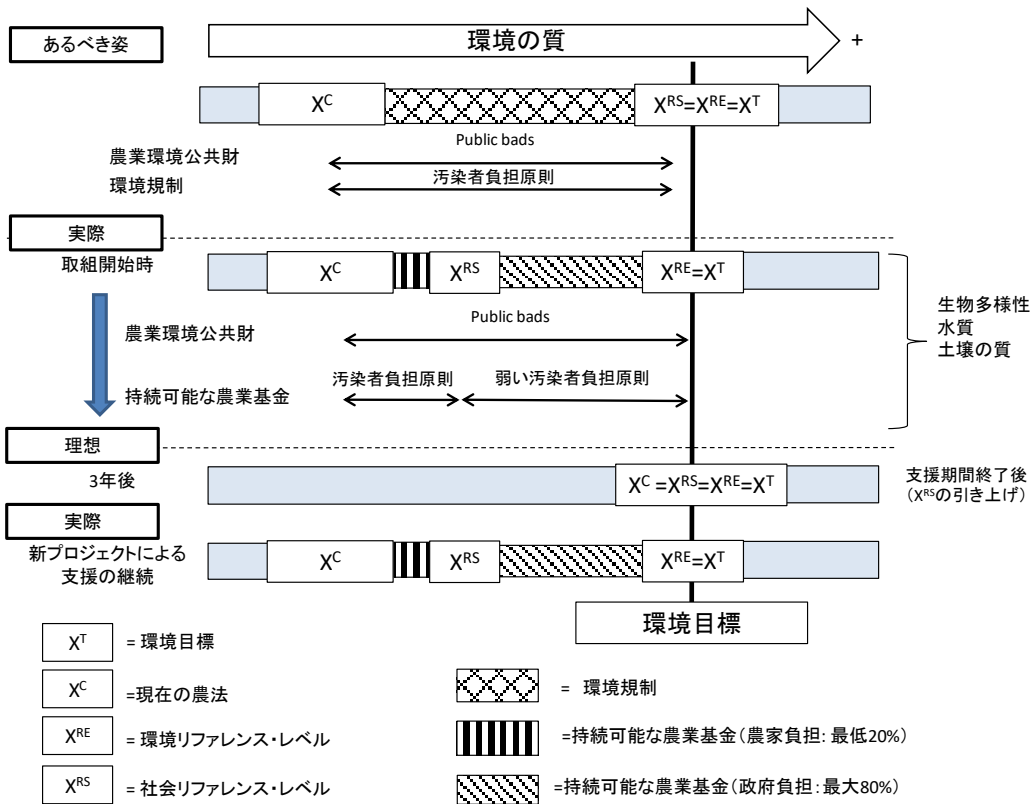 あるべき姿
環境の質
+
X^C
X^RS=X^RE=X^T
Public bads
農業環境公共財
環境規制
汚染者負担原則
実際
取組開始時
X^C
X^RS
X^RE=X^T
Public bads
農業環境公共財
汚染者負担原則
弱い汚染者負担原則
持続可能な農業基金
生物多様性
水質
土壌の質
理想
3年後
X^C =X^RS=X^RE=X^T
支援期間終了後
(X^RSの引き上げ)
実際
新プロジェクトによる
支援の継続
X^C
X^RS
X^RE=X^T
環境目標
X^T
= 環境目標
X^C
=現在の農法
X^RE
= 環境リファレンス・レベル
X^RS
= 社会リファレンス・レベル
= 環境規制
=持続可能な農業基金(農家負担: 最低20%)
=持続可能な農業基金(政府負担:最大80%)